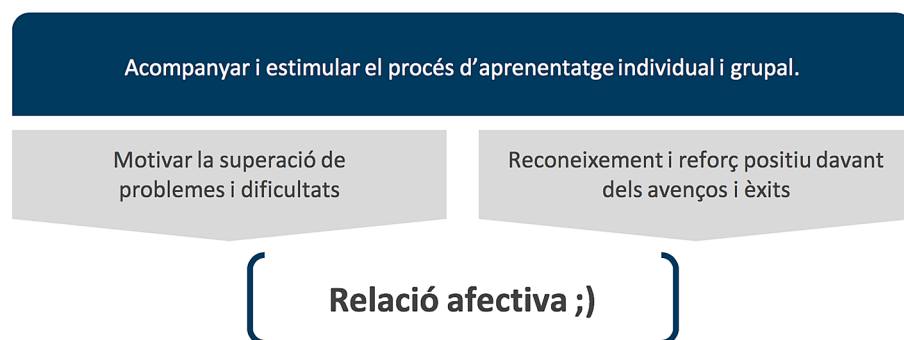 Acompanyar i estimular el procés d'aprenentatge individual i grupal.
Motivar la superació de
problemes i dificultats
Reconeixement i reforç positiu davant
dels avenços i èxits
Relació afectiva ;)